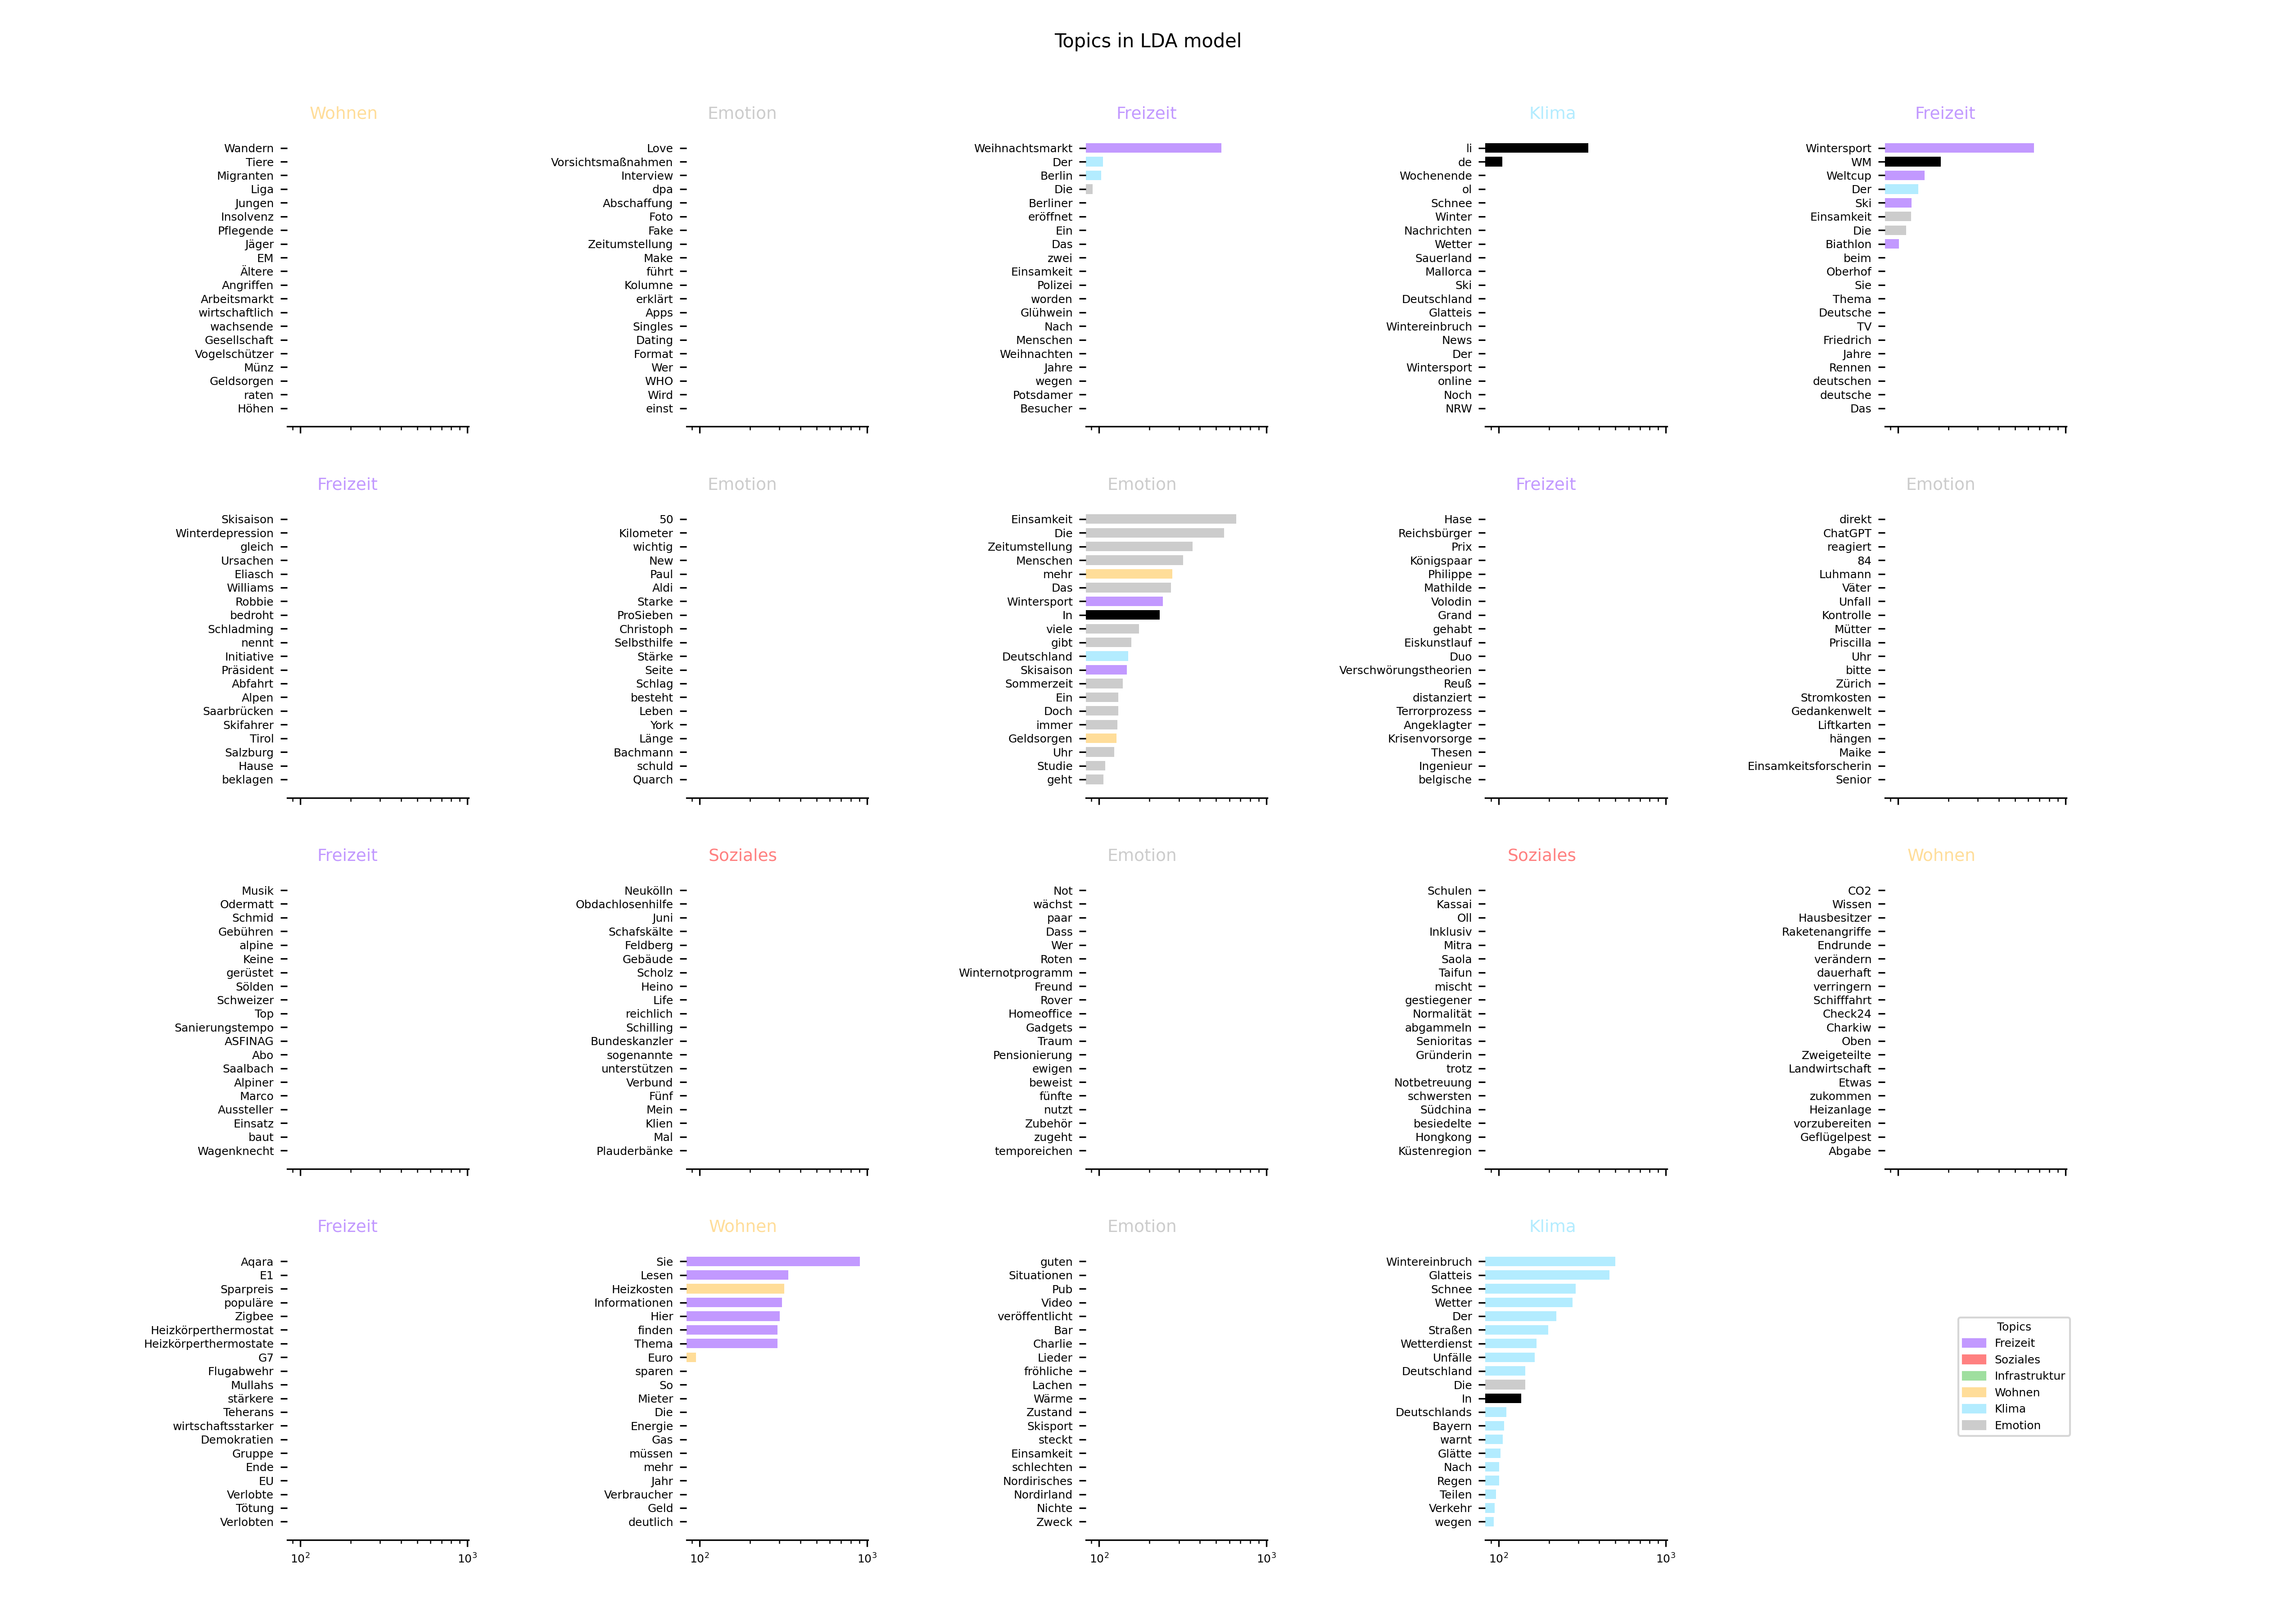 Topics in LDA model
Wohnen
Wandern
Tiere
Migranten
Liga
Jungen
Insolvenz
Pflegende
Jäger
EM
Ältere
Angriffen
Arbeitsmarkt
wirtschaftlich
wachsende
Gesellschaft
Vogelschützer
Münz
Geldsorgen
raten
Höhen
Emotion
Love
Vorsichtsmaßnahmen
Interview
dpa
Abschaffung
Foto
Fake
Zeitumstellung
Make
führt
Kolumne
erklärt
Apps
Singles
Dating
Format
Wer
WHO
Wird
einst
Freizeit
Weihnachtsmarkt
Der
Berlin
Die
Berliner
eröffnet
Ein
Das
zwei
Einsamkeit
Polizei
worden
Glühwein
Nach
Menschen
Weihnachten
Jahre
wegen
Potsdamer
Besucher
Klima
li
de
Wochenende
ol
Schnee
Winter
Nachrichten
Wetter
Sauerland
Mallorca
Ski
Deutschland
Glatteis
Wintereinbruch
News
Der
Wintersport
online
Noch
NRW
Freizeit
Wintersport
WM
Weltcup
Der
Ski
Einsamkeit
Die
Biathlon
beim
Oberhof
Sie
Thema
Deutsche
TV
Friedrich
Jahre
Rennen
deutschen
deutsche
Das
Freizeit
Skisaison
Winterdepression
gleich
Ursachen
Eliasch
Williams
Robbie
bedroht
Schladming
nennt
Initiative
Präsident
Abfahrt
Alpen
Saarbrücken
Skifahrer
Tirol
Salzburg
Hause
beklagen
Emotion
50
Kilometer
wichtig
New
Paul
Aldi
Starke
ProSieben
Christoph
Selbsthilfe
Stärke
Seite
Schlag
besteht
Leben
York
Länge
Bachmann
schuld
Quarch
Emotion
Einsamkeit
Die
Zeitumstellung
Menschen
mehr
Das
Wintersport
In
viele
gibt
Deutschland
Skisaison
Sommerzeit
Ein
Doch
immer
Geldsorgen
Uhr
Studie
geht
Freizeit
Hase
Reichsbürger
Prix
Königspaar
Philippe
Mathilde
Volodin
Grand
gehabt
Eiskunstlauf
Duo
Verschwörungstheorien
Reuß
distanziert
Terrorprozess
Angeklagter
Krisenvorsorge
Thesen
Ingenieur
belgische
Emotion
direkt
ChatGPT
reagiert
84
Luhmann
Väter
Unfall
Kontrolle
Mütter
Priscilla
Uhr
bitte
Zürich
Stromkosten
Gedankenwelt
Liftkarten
hängen
Maike
Einsamkeitsforscherin
Senior
Freizeit
Musik
Odermatt
Schmid
Gebühren
alpine
Keine
gerüstet
Sölden
Schweizer
Top
Sanierungstempo
ASFINAG
Abo
Saalbach
Alpiner
Marco
Aussteller
Einsatz
baut
Wagenknecht
Soziales
Neukölln
Obdachlosenhilfe
Juni
Schafskälte
Feldberg
Gebäude
Scholz
Heino
Life
reichlich
Schilling
Bundeskanzler
sogenannte
unterstützen
Verbund
Fünf
Mein
Klien
Mal
Plauderbänke
Emotion
Not
wächst
paar
Dass
Wer
Roten
Winternotprogramm
Freund
Rover
Homeoffice
Gadgets
Traum
Pensionierung
ewigen
beweist
fünfte
nutzt
Zubehör
zugeht
temporeichen
Soziales
Schulen
Kassai
Oll
Inklusiv
Mitra
Saola
Taifun
mischt
gestiegener
Normalität
abgammeln
Senioritas
Gründerin
trotz
Notbetreuung
schwersten
Südchina
besiedelte
Hongkong
Küstenregion
Wohnen
CO2
Wissen
Hausbesitzer
Raketenangriffe
Endrunde
verändern
dauerhaft
verringern
Schifffahrt
Check24
Charkiw
Oben
Zweigeteilte
Landwirtschaft
Etwas
zukommen
Heizanlage
vorzubereiten
Geflügelpest
Abgabe
Freizeit
Aqara
E1
Sparpreis
populäre
Zigbee
Heizkörperthermostat
Heizkörperthermostate
G7
Flugabwehr
Mullahs
stärkere
Teherans
wirtschaftsstarker
Demokratien
Gruppe
Ende
EU
Verlobte
Tötung
Verlobten
10² 10³
Wohnen
Sie
Lesen
Heizkosten
Informationen
Hier
finden
Thema
Euro
sparen
So
Mieter
Die
Energie
Gas
müssen
mehr
Jahr
Verbraucher
Geld
deutlich
10² 10³
Emotion
guten
Situationen
Pub
Video
veröffentlicht
Bar
Charlie
Lieder
fröhliche
Lachen
Wärme
Zustand
Skisport
steckt
Einsamkeit
schlechten
Nordirisches
Nordirland
Nichte
Zweck
10² 10³
Klima
Wintereinbruch
Glatteis
Schnee
Wetter
Der
Straßen
Wetterdienst
Unfälle
Deutschland
Die
In
Deutschlands
Bayern
warnt
Glätte
Nach
Regen
Teilen
Verkehr
wegen
10² 10³
Topics
Freizeit
Soziales
Infrastruktur
Wohnen
Klima
Emotion